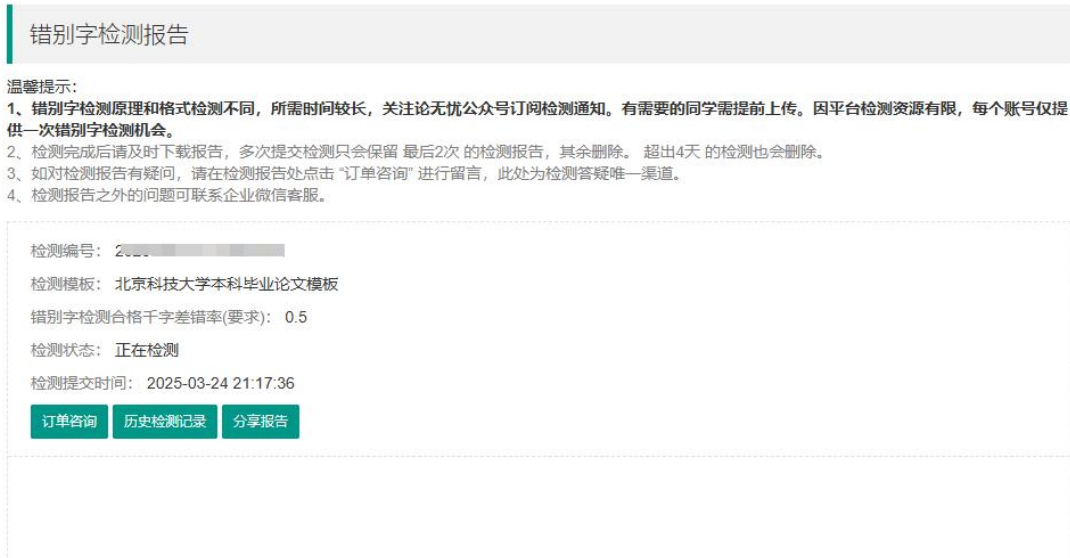 错别字检测报告
温馨提示：
1、错别字检测原理和格式检测不同，所需时间较长，关注论无忧公众号订阅检测通知。有需要的同学需提前上传。因平台检测资源有限，每个账号仅提
供一次错别字检测机会。
2、检测完成后请及时下载报告，多次提交检测只会保留 最后2次 的检测报告，其余删除。 超出4天 的检测也会删除。
3、如对检测报告有疑问，请在检测报告处点击 “订单咨询” 进行留言，此处为检测答疑唯一渠道。
4、检测报告之外的问题可联系企业微信客服。
检测编号：
检测模板： 北京科技大学本科毕业论文模板
错别字检测合格千字差错率(要求)： 0.5
检测状态： 正在检测
检测提交时间： 2025-03-24 21:17:36
订单咨询 历史检测记录 分享报告